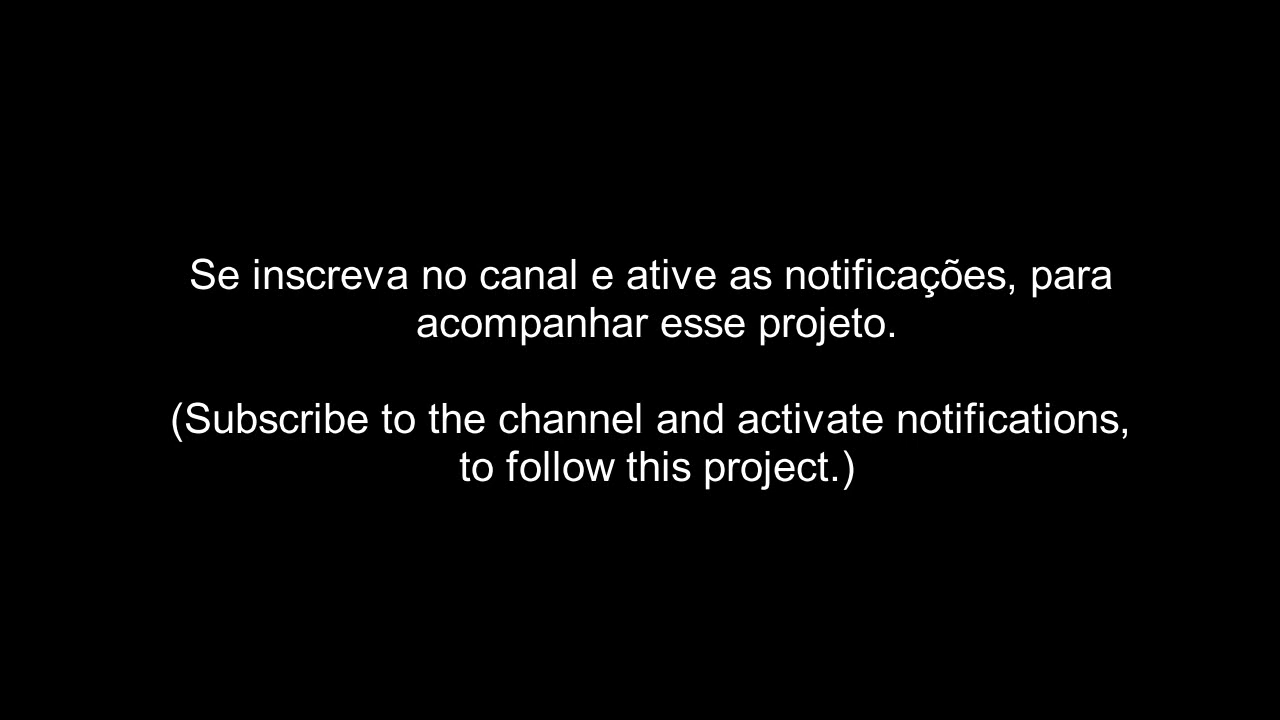 Se inscreva no canal e ative as notificações, para
acompanhar esse projeto.
(Subscribe to the channel and activate notifications,
to follow this project.)